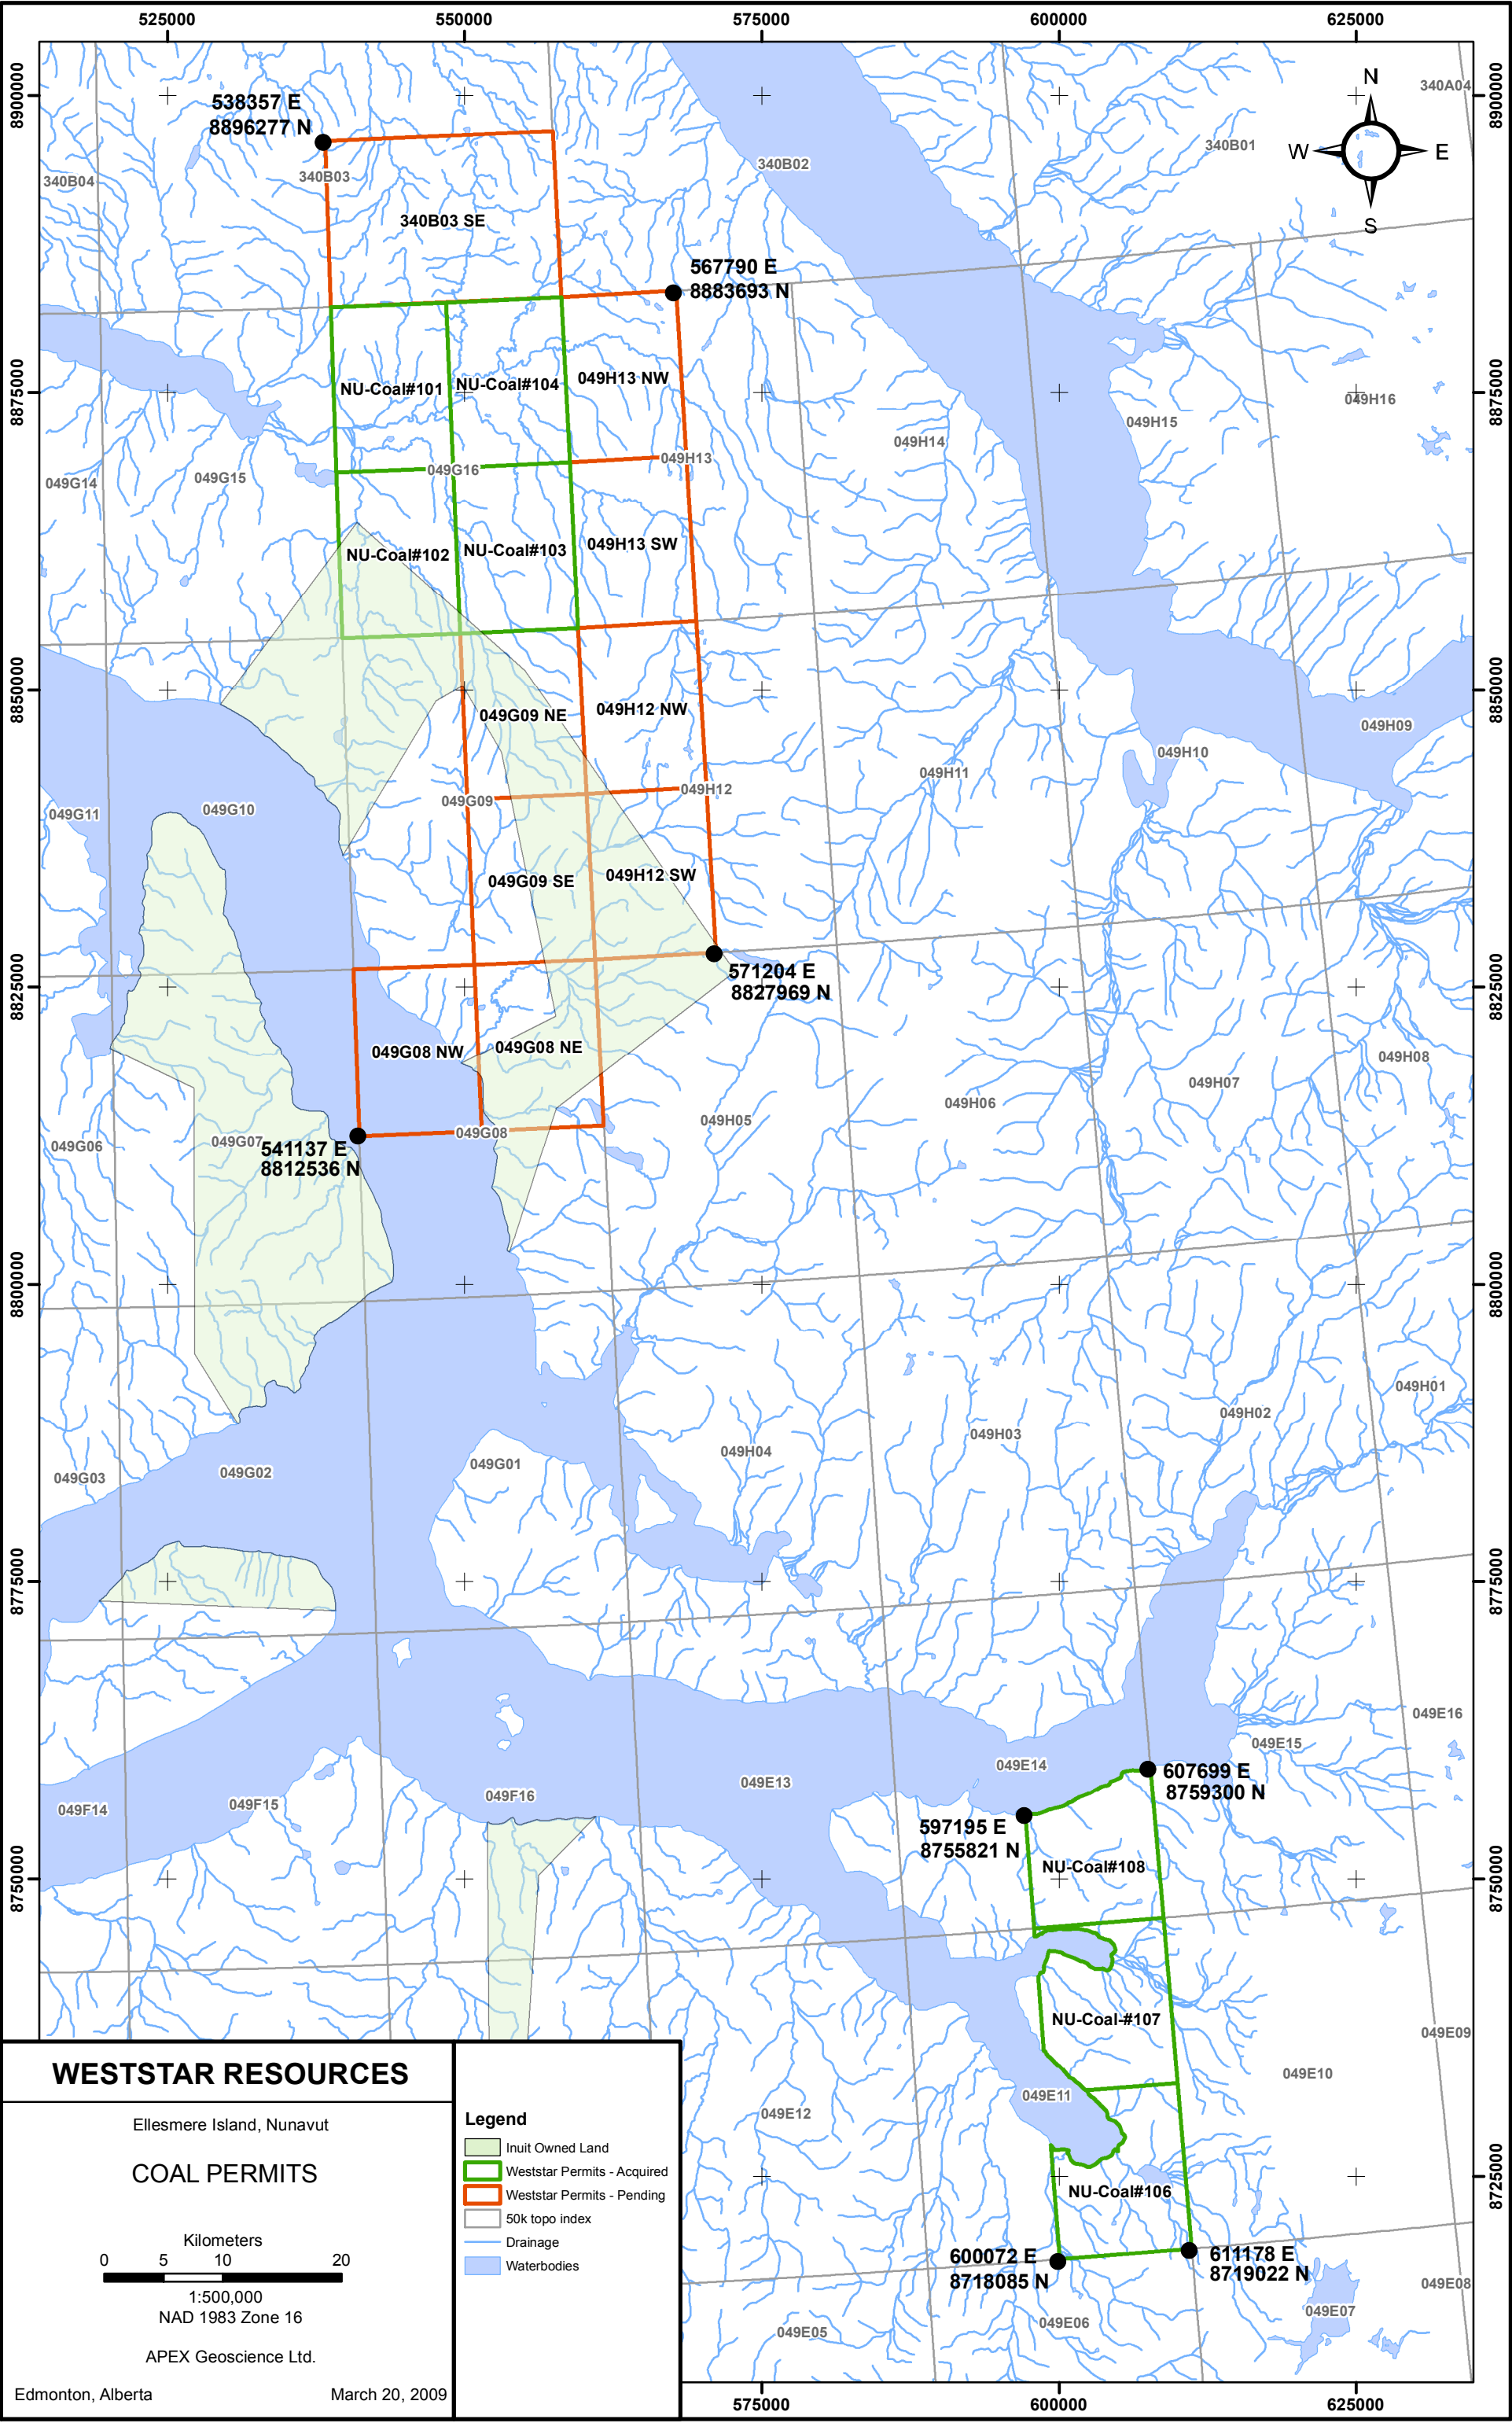 525000 550000 575000 600000 625000
8900000
8900000
340A04
538357 E
8896277 N
N
W E
S
340B01
340B02
340B04
340B03
340B03 SE
567790 E
8883693 N
8875000
8875000
NU-Coal#101
NU-Coal#104
049H13 NW
049H16
049H15
049H14
049G14
049G15
049G16
049H13
NU-Coal#102
NU-Coal#103
049H13 SW
8850000
8850000
049G09 NE
049H12 NW
049H09
049H10
049H11
049G11
049G10
049G09
049H12
049G09 SE
049H12 SW
8825000
8825000
571204 E
8827969 N
049G08 NW
049G08 NE
049H08
049H07
049H06
049H05
049G06
049G07
049G08
541137 E
8812536 N
8800000
8800000
049H01
049H02
049H03
049H04
049G03
049G02
049G01
8775000
8775000
049E16
049E15
049E14
049E13
049F14
049F15
049F16
607699 E
8759300 N
597195 E
8755821 N
8750000
8750000
NU-Coal#108
NU-Coal-#107
049E09
049E10
049E11
049E12
8725000
NU-Coal#106
600072 E
8718085 N
611178 E
8719022 N
049E08
049E07
049E06
049E05
575000 600000 625000
WESTSTAR RESOURCES
Ellesmere Island, Nunavut
COAL PERMITS
Kilometers
0 5 10 20
1:500,000
NAD 1983 Zone 16
APEX Geoscience Ltd.
Edmonton, Alberta March 20, 2009
Legend
Inuit Owned Land
Weststar Permits - Acquired
Weststar Permits - Pending
50k topo index
Drainage
Waterbodies